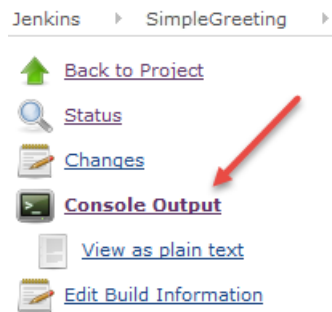 Jenkins SimpleGreeting
Back to Project
Status
Changes
Console Output
View as plain text
Edit Build Information